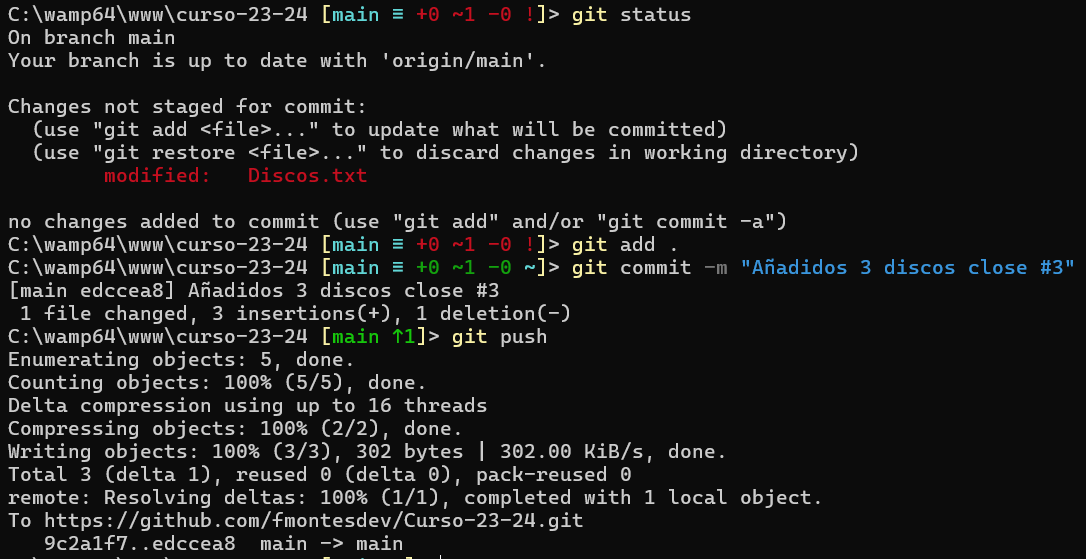 C:\wamp64\www\curso-23-24 [main ≡ +0 ~1 -0 !]> git status
On branch main
Your branch is up to date with 'origin/main'.
Changes not staged for commit:
  (use "git add <file>..." to update what will be committed)
  (use "git restore <file>..." to discard changes in working directory)
        modified:   Discos.txt
no changes added to commit (use "git add" and/or "git commit -a")
C:\wamp64\www\curso-23-24 [main ≡ +0 ~1 -0 !]> git add .
C:\wamp64\www\curso-23-24 [main ≡ +0 ~1 -0 ~]> git commit -m "Añadidos 3 discos close #3"
[main edccea8] Añadidos 3 discos close #3
 1 file changed, 3 insertions(+), 1 deletion(-)
C:\wamp64\www\curso-23-24 [main ↑1]> git push
Enumerating objects: 5, done.
Counting objects: 100% (5/5), done.
Delta compression using up to 16 threads
Compressing objects: 100% (2/2), done.
Writing objects: 100% (3/3), 302 bytes | 302.00 KiB/s, done.
Total 3 (delta 1), reused 0 (delta 0), pack-reused 0
remote: Resolving deltas: 100% (1/1), completed with 1 local object.
To https://github.com/fmontesdev/Curso-23-24.git
   9c2a1f7..edccea8  main -> main